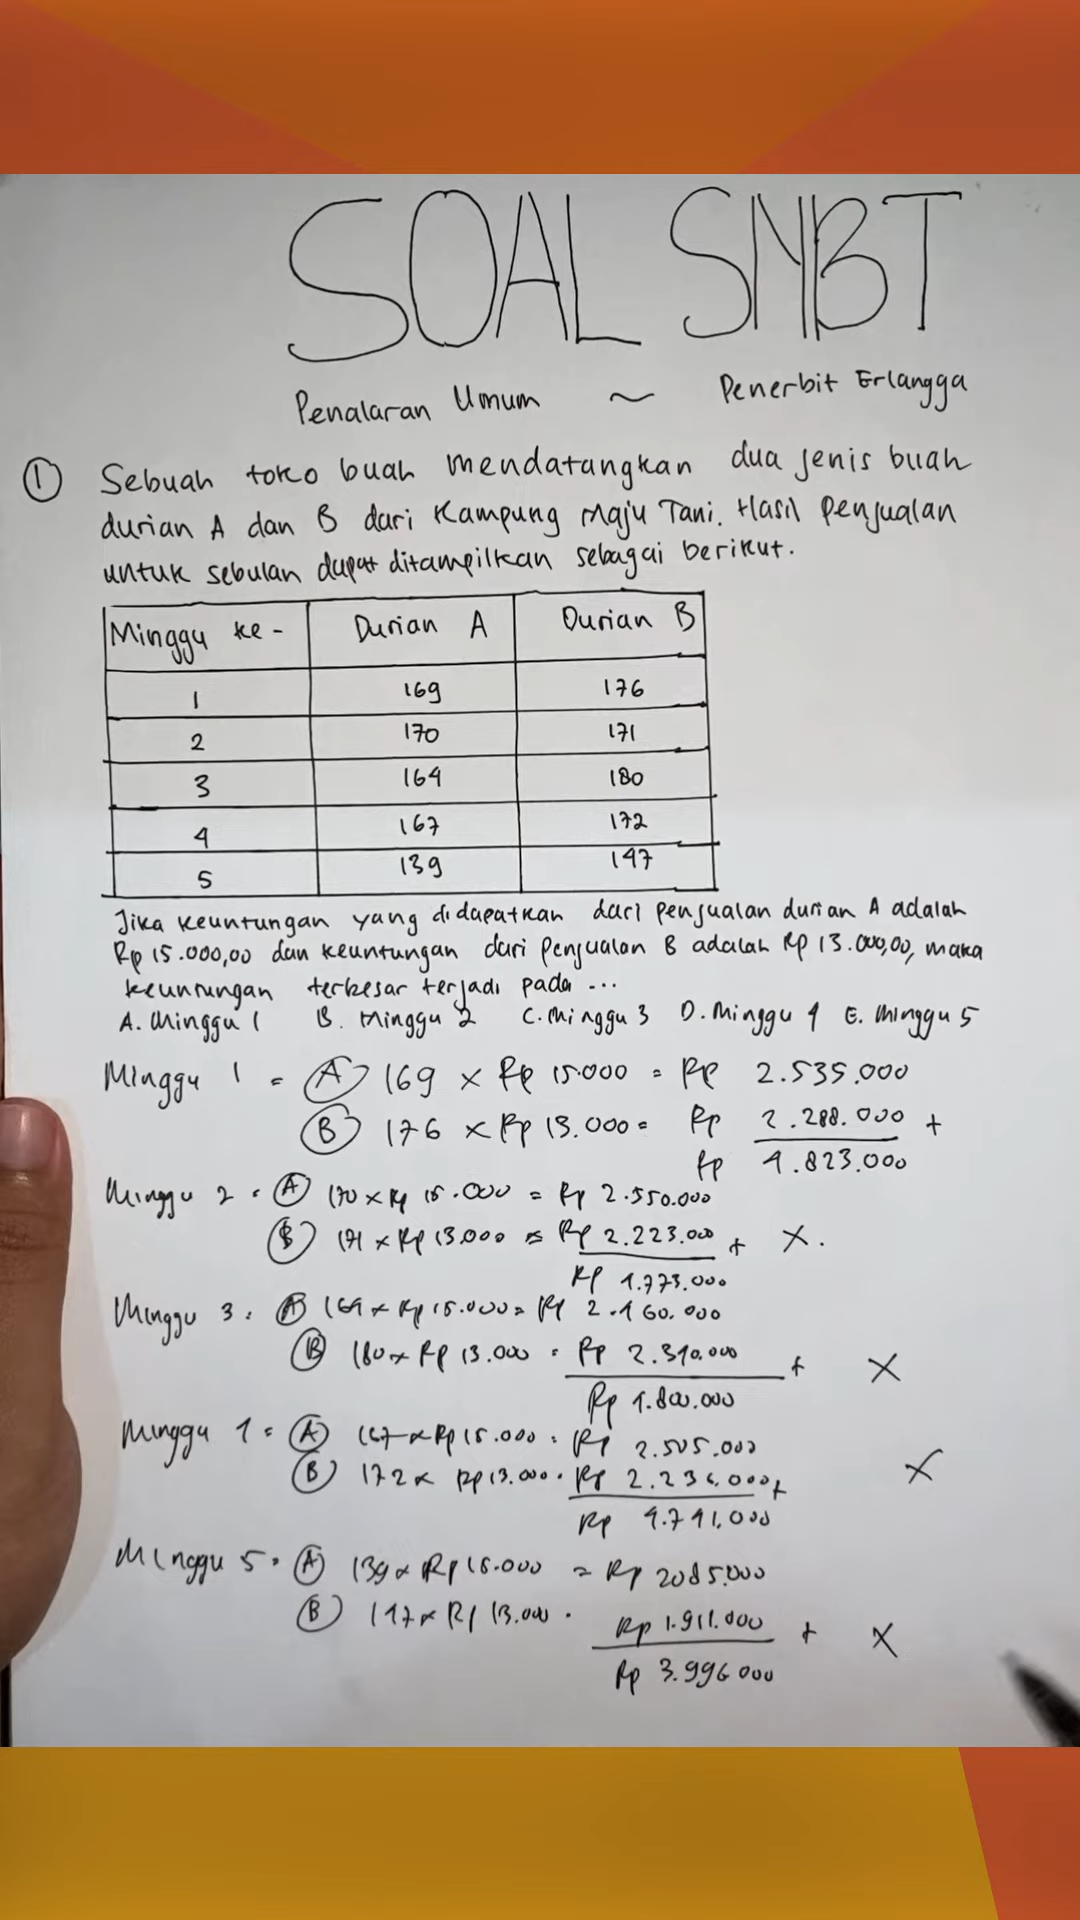 SOAL SNBT
Penalaran Umum ~ Penerbit Erlangga
① Sebuah toko buah mendatangkan dua jenis buah
durian A dan B dari Kampung Maju Tani. Hasil penjualan
untuk sebulan dapat ditampilkan sebagai berikut.
Minggu ke- Durian A Durian B
1 169 176
2 170 171
3 164 180
4 167 172
5 139 147
Jika keuntungan yang didapatkan dari penjualan durian A adalah
Rp 15.000,00 dan keuntungan dari penjualan B adalah Rp 13.000,00, maka
keuntungan terbesar terjadi pada ...
A. Minggu 1 B. Minggu 2 C. Minggu 3 D. Minggu 4 E. Minggu 5
Minggu 1 = Ⓐ 169 × Rp 15.000 = Rp 2.535.000
Ⓑ 176 × Rp 13.000 = Rp 2.288.000 +
Rp 4.823.000
Minggu 2 = Ⓐ 170 × Rp 15.000 = Rp 2.550.000
Ⓑ 171 × Rp 13.000 = Rp 2.223.000 + X.
Rp 4.773.000
Minggu 3 = Ⓐ 164 × Rp 15.000 = Rp 2.460.000
Ⓑ 180 × Rp 13.000 = Rp 2.340.000 + X
Rp 4.800.000
Minggu 4 = Ⓐ 167 × Rp 15.000 = Rp 2.505.000
Ⓑ 172 × Rp 13.000 = Rp 2.236.000 + X
Rp 4.741.000
Minggu 5 = Ⓐ 139 × Rp 15.000 = Rp 2085.000
Ⓑ 147 × Rp 13.000 = Rp 1.911.000 + X
Rp 3.996.000